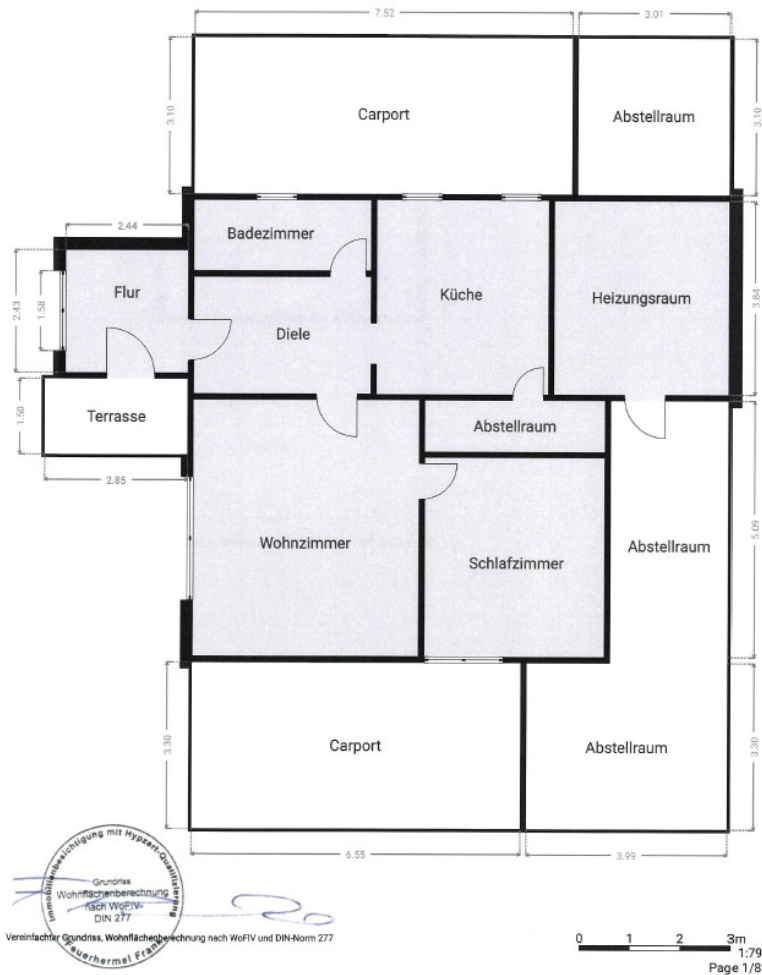 7.52
3.01
3.10
Carport
Abstellraum
3.10
2.44
Badezimmer
Flur
Küche
Heizungsraum
3.84
2.43
1.58
Diele
Terrasse
1.50
Abstellraum
2.85
5.09
Wohnzimmer
Abstellraum
Schlafzimmer
3.30
Carport
Abstellraum
3.30
6.55
3.99
Immobilienbesichtigung mit Hypzert-Qualifizierung
Grundriss
Wohnflächenberechnung
nach WoFlV-
DIN 277
Feuerhermel Frank
Vereinfachter Grundriss, Wohnflächenberechnung nach WoFlV und DIN-Norm 277
0 1 2 3m
1:79
Page 1/8